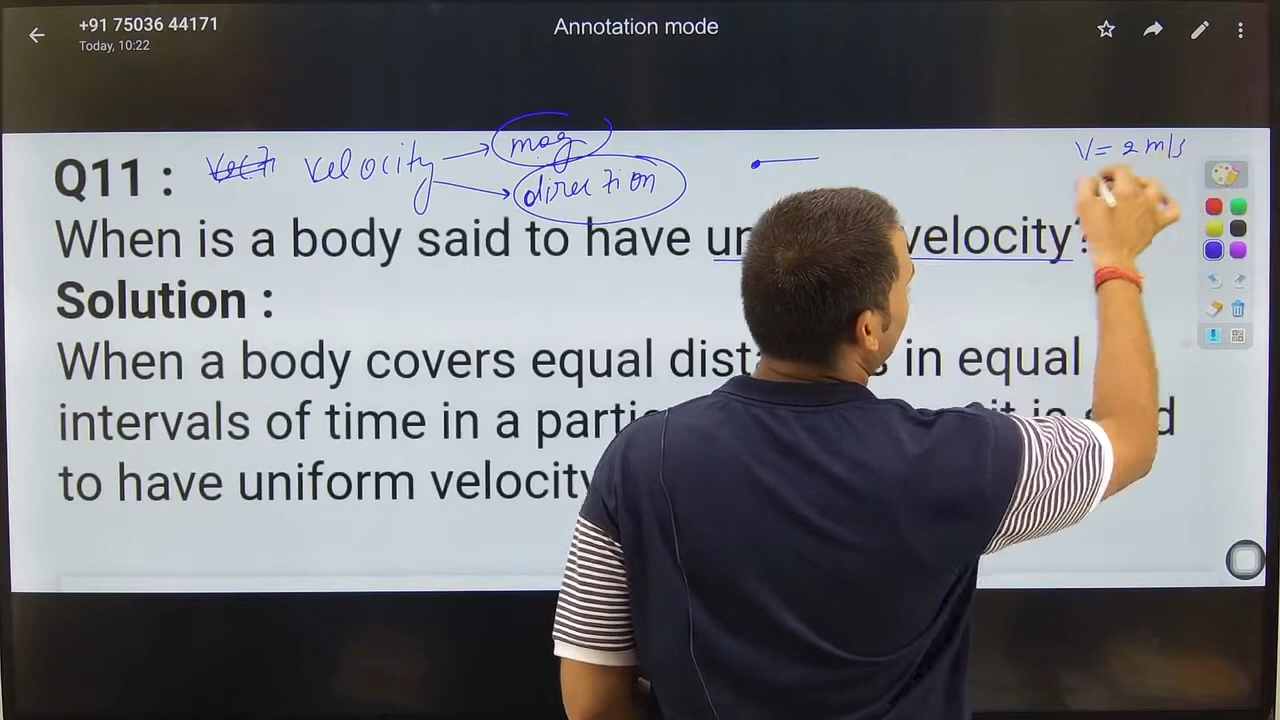 +91 75036 44171
Today, 10:22
Annotation mode
mag
V = 2 m/s
Q11 : velocity
direction
When is a body said to have un velocity?
Solution :
When a body covers equal dist in equal
intervals of time in a parti it is
to have uniform velocity